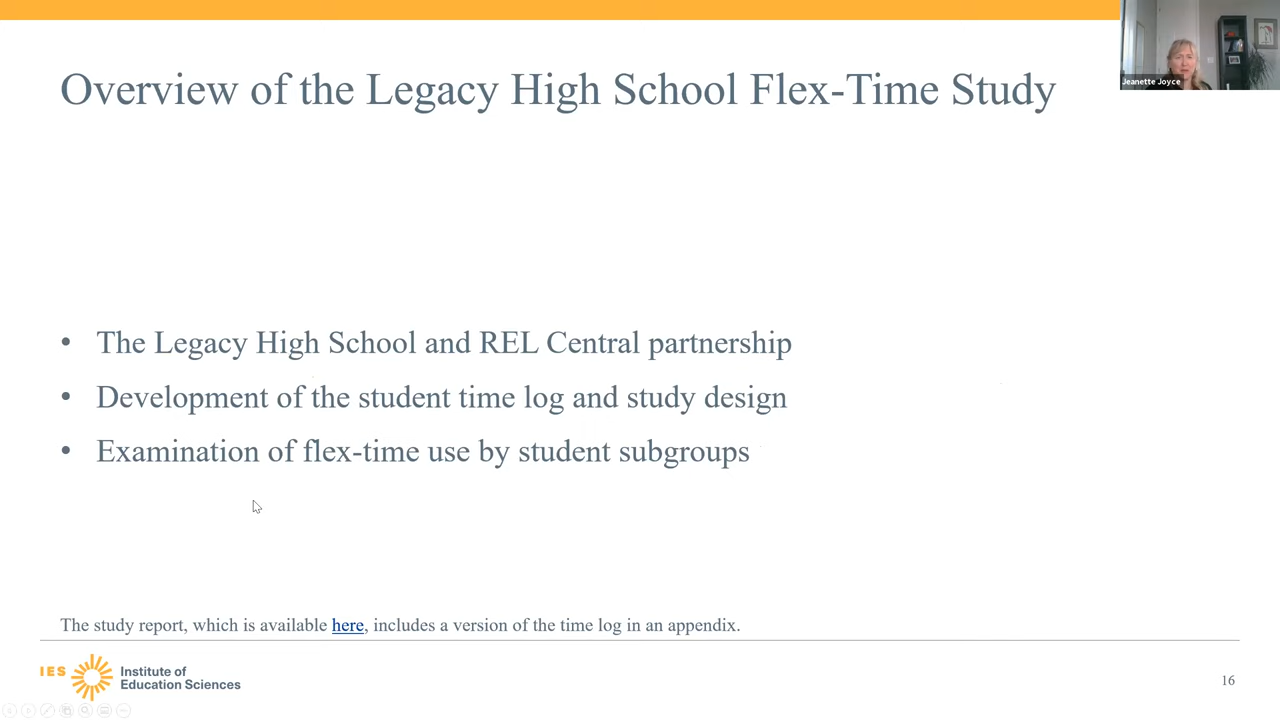 Overview of the Legacy High School Flex-Time Study
Jeanette Joyce
• The Legacy High School and REL Central partnership
• Development of the student time log and study design
• Examination of flex-time use by student subgroups
The study report, which is available here, includes a version of the time log in an appendix.
IES
Institute of
Education Sciences
16